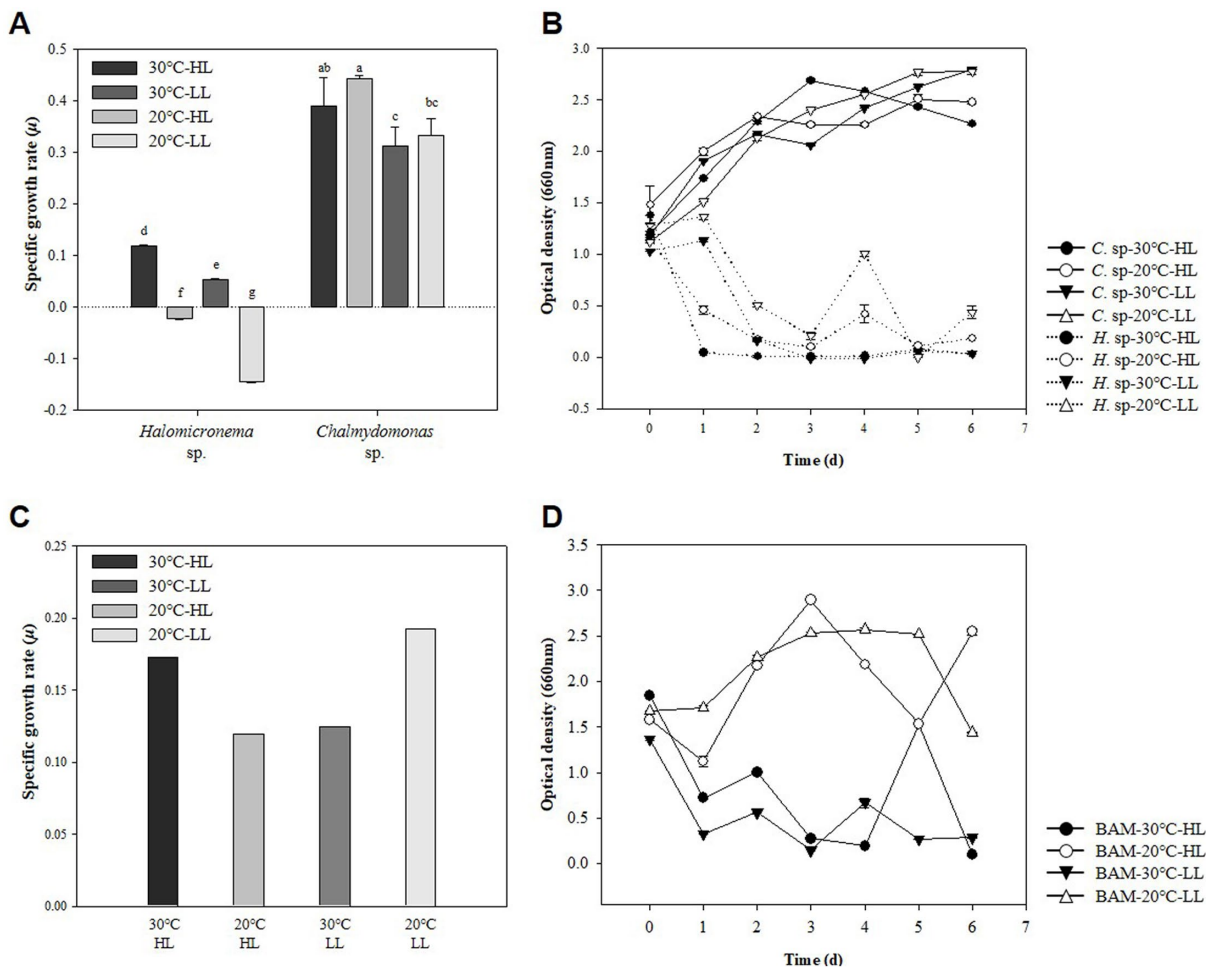 A
Specific growth rate (μ)
0.5
0.4
0.3
0.2
0.1
0.0
-0.1
-0.2
30°C-HL
30°C-LL
20°C-HL
20°C-LL
d
f
e
g
ab
a
c
bc
Halomicronema
sp.
Chalmydomonas
sp.
B
Optical density (660nm)
3.0
2.5
2.0
1.5
1.0
0.5
0.0
-0.5
0 1 2 3 4 5 6 7
Time (d)
C. sp-30°C-HL
C. sp-20°C-HL
C. sp-30°C-LL
C. sp-20°C-LL
H. sp-30°C-HL
H. sp-20°C-HL
H. sp-30°C-LL
H. sp-20°C-LL
C
Specific growth rate (μ)
0.25
0.20
0.15
0.10
0.05
0.00
30°C-HL
30°C-LL
20°C-HL
20°C-LL
30°C 20°C 30°C 20°C
HL HL LL LL
D
Optical density (660nm)
3.5
3.0
2.5
2.0
1.5
1.0
0.5
0.0
0 1 2 3 4 5 6 7
Time (d)
BAM-30°C-HL
BAM-20°C-HL
BAM-30°C-LL
BAM-20°C-LL